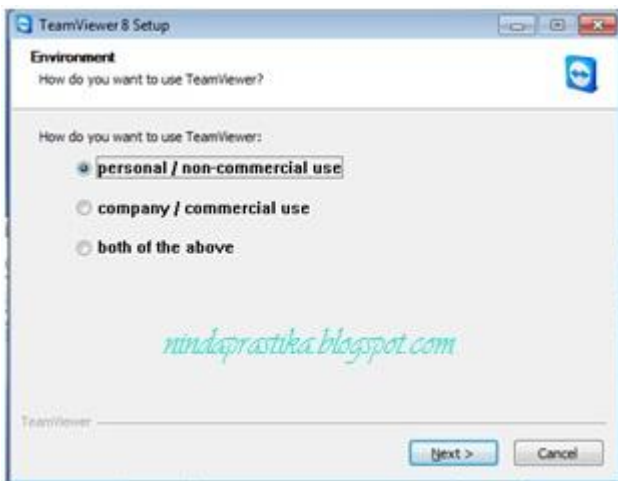 TeamViewer 8 Setup
Environment
How do you want to use TeamViewer?
How do you want to use TeamViewer:
personal / non-commercial use
company / commercial use
both of the above
nindaprastika.blogspot.com
TeamViewer
Next >
Cancel